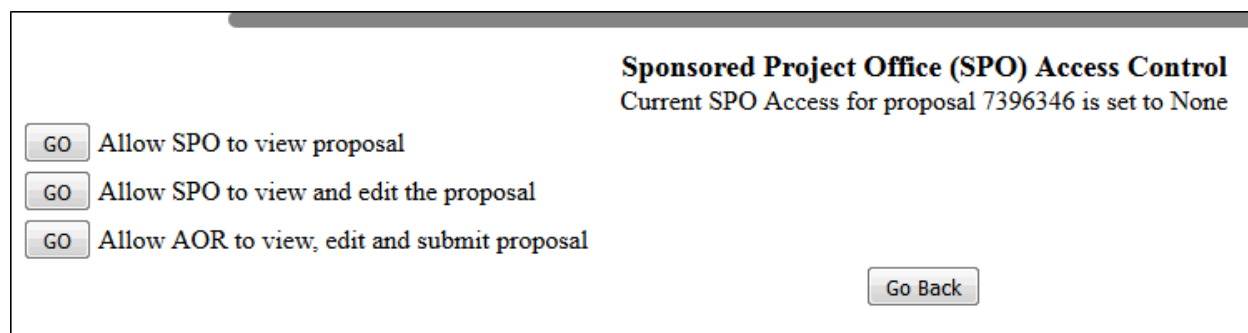 Sponsored Project Office (SPO) Access Control
Current SPO Access for proposal 7396346 is set to None
GO Allow SPO to view proposal
GO Allow SPO to view and edit the proposal
GO Allow AOR to view, edit and submit proposal
Go Back